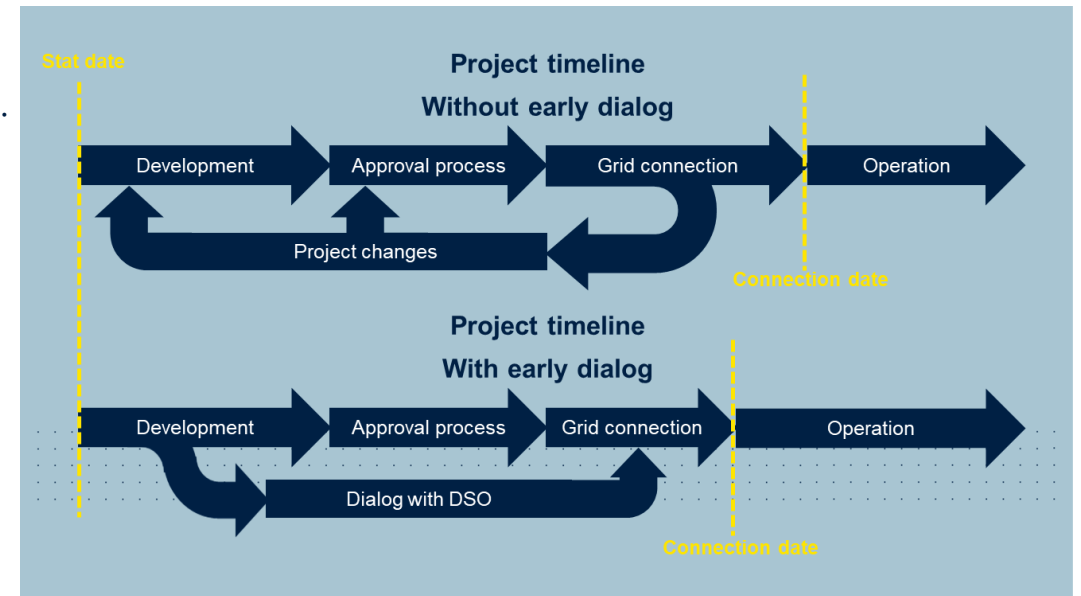 Stat date
Project timeline
Without early dialog
Development
Approval process
Grid connection
Operation
Project changes
Connection date
Project timeline
With early dialog
Development
Approval process
Grid connection
Operation
Dialog with DSO
Connection date